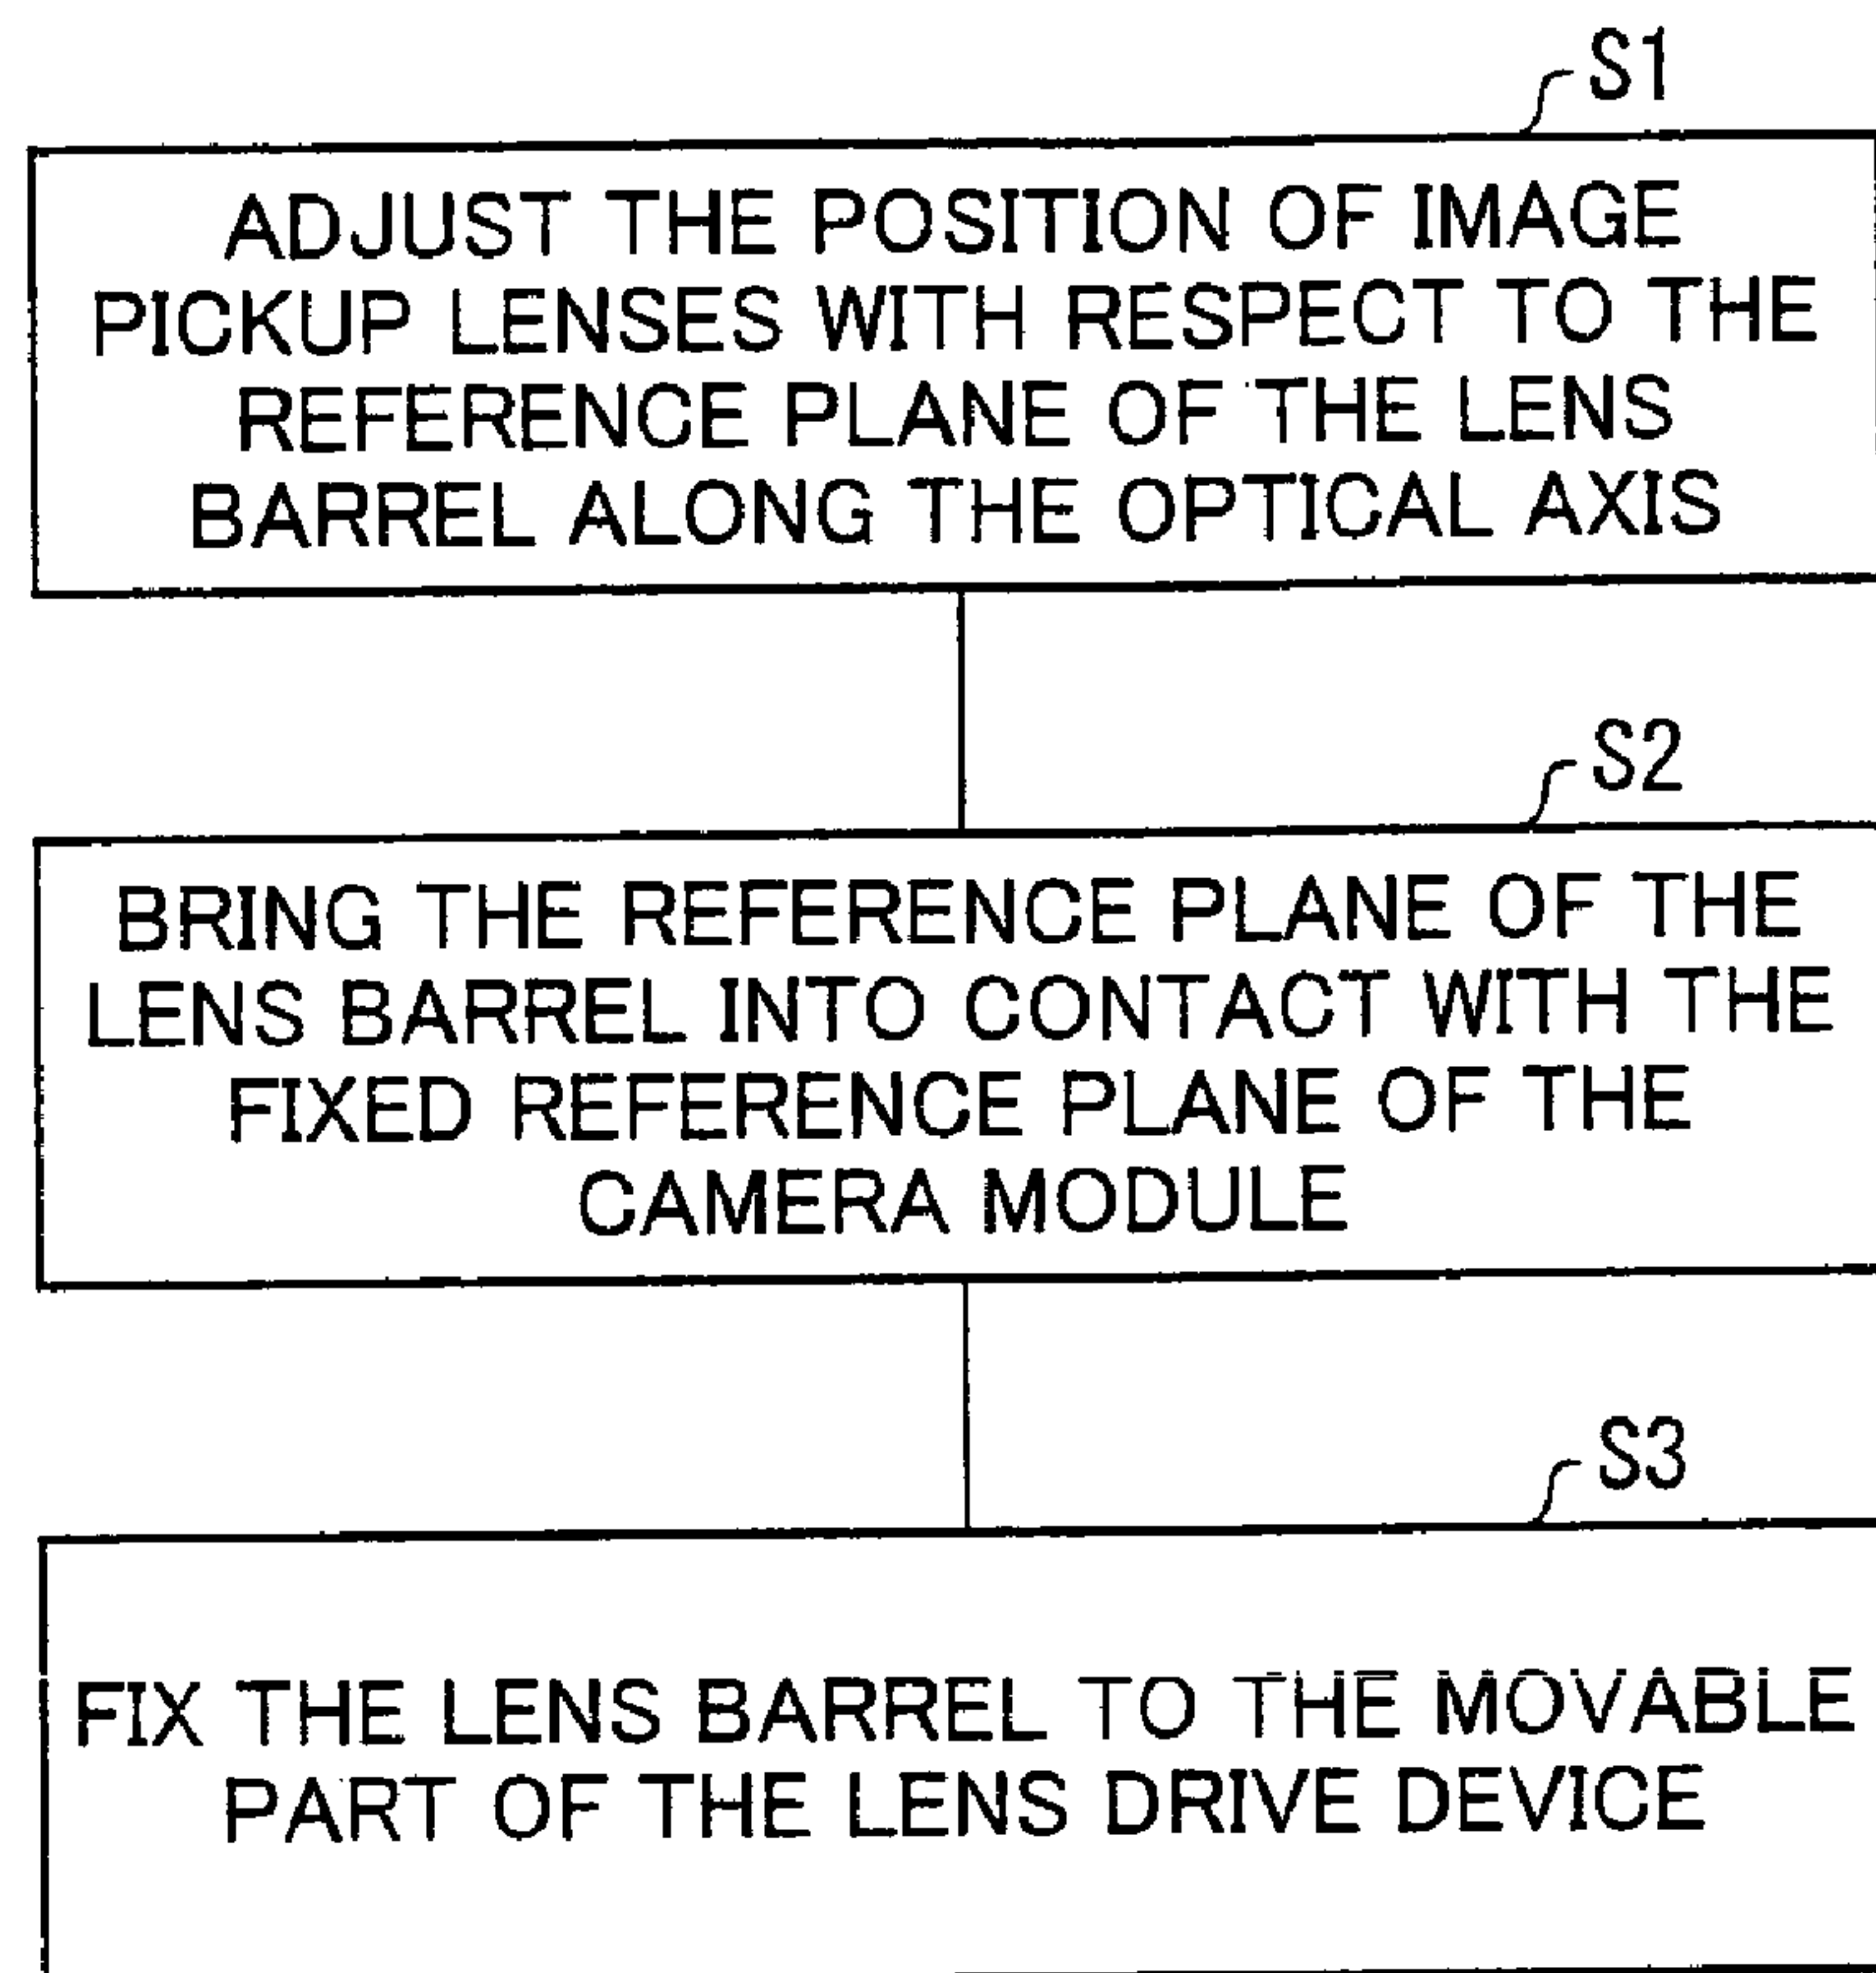 S1
ADJUST THE POSITION OF IMAGE
PICKUP LENSES WITH RESPECT TO THE
REFERENCE PLANE OF THE LENS
BARREL ALONG THE OPTICAL AXIS
S2
BRING THE REFERENCE PLANE OF THE
LENS BARREL INTO CONTACT WITH THE
FIXED REFERENCE PLANE OF THE
CAMERA MODULE
S3
FIX THE LENS BARREL TO THE MOVABLE
PART OF THE LENS DRIVE DEVICE